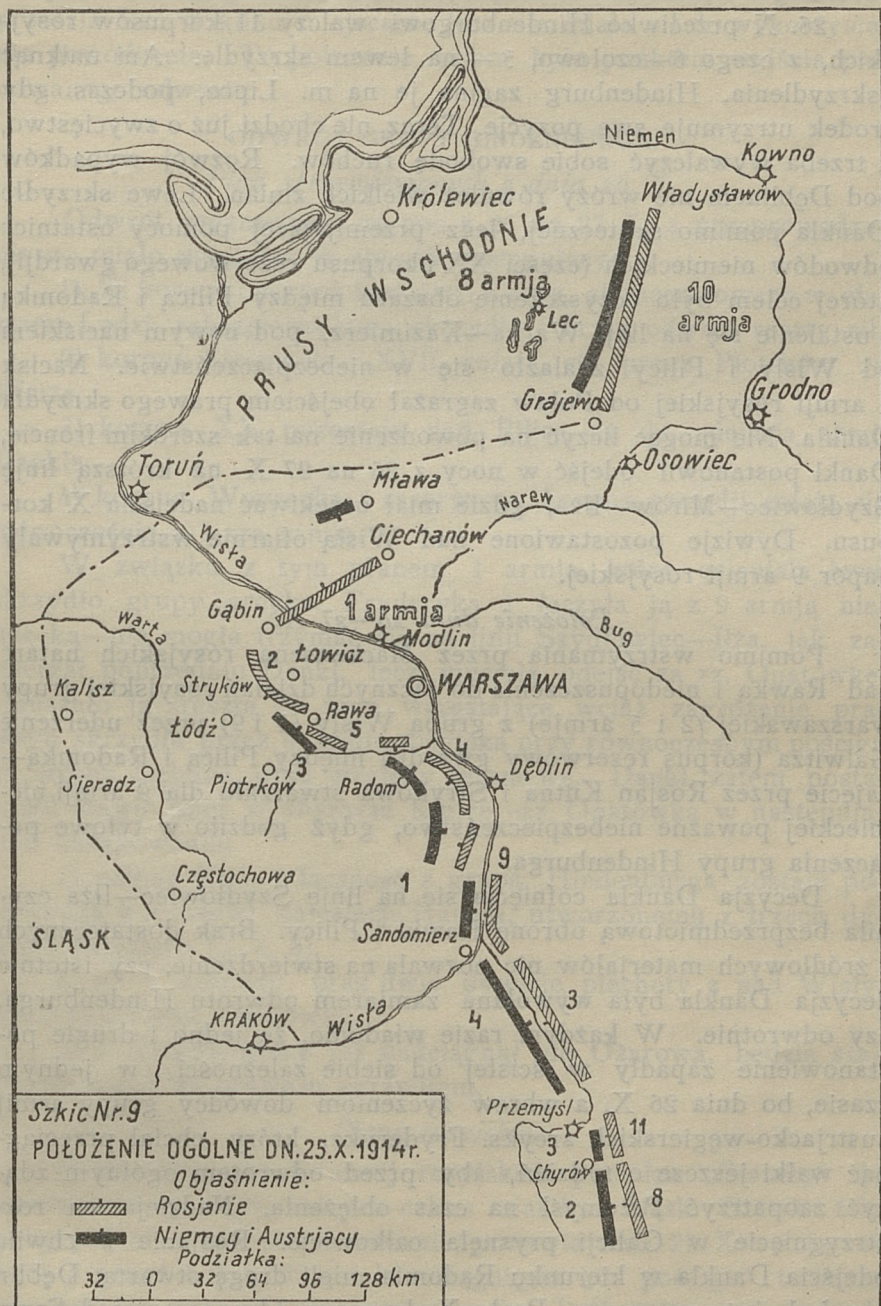 Niemen
Kowno
Królewiec
Władysławów
PRUSY WSCHODNIE
8 armja
Lec
10
armja
Grajewo
Grodno
Osowiec
Toruń
Mława
Narew
Wisła
Ciechanów
Gąbin
1 armja
Modlin
Bug
Warta
2
Łowicz
Kalisz
Stryków
WARSZAWA
Łódź
Rawa
5
4
3
Sieradz
Piotrków
Radom
Dęblin
1
9
Częstochowa
ŚLĄSK
Sandomierz
3
4
KRAKÓW
Wisła
Przemyśl
3
11
Chyrów
2
8
Szkic Nr. 9
POŁOŻENIE OGÓLNE DN. 25.X.1914r.
Objaśnienie:
Rosjanie
Niemcy i Austrjacy
Podziałka:
32 0 32 64 96 128 km